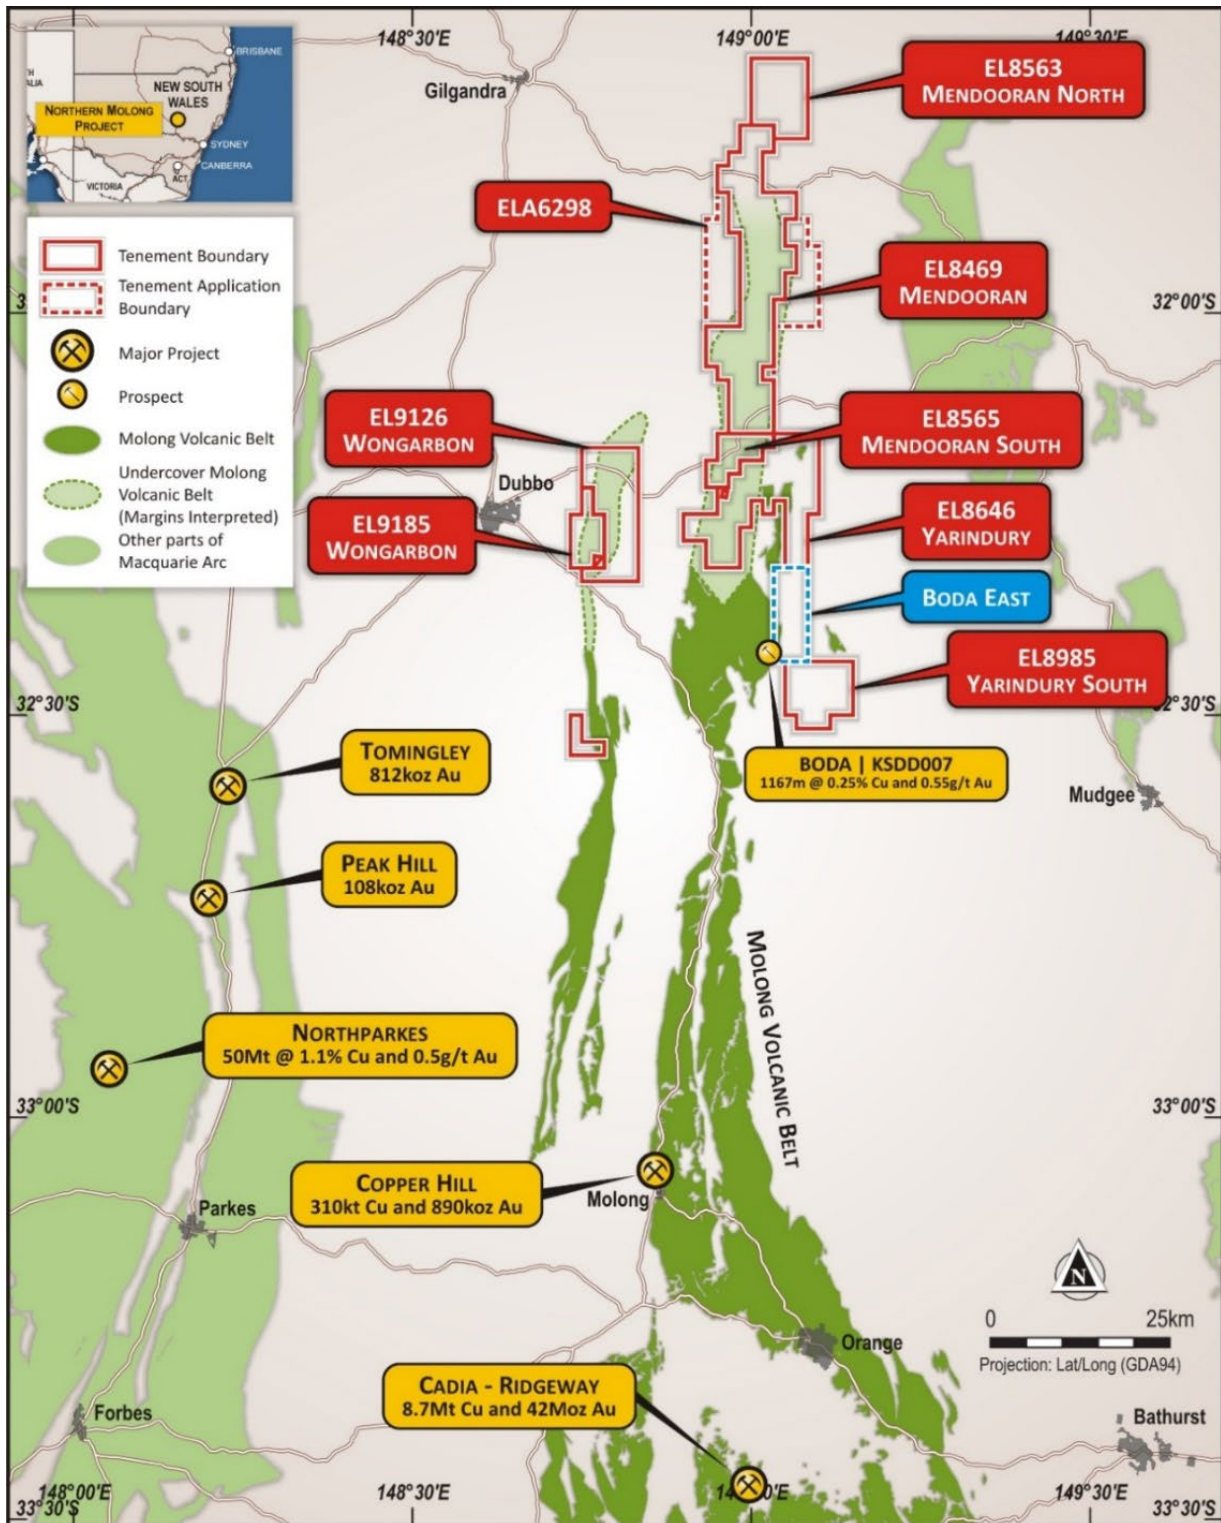 148°30'E
149°00'E
149°30'E
BRISBANE
NEW SOUTH
WALES
NORTHERN MOLONG
PROJECT
SYDNEY
CANBERRA
ACT
VICTORIA
Gilgandra
EL8563
MENDOORAN NORTH
ELA6298
Tenement Boundary
Tenement Application
Boundary
Major Project
Prospect
Molong Volcanic Belt
Undercover Molong
Volcanic Belt
(Margins Interpreted)
Other parts of
Macquarie Arc
EL8469
MENDOORAN
32°00'S
EL9126
WONGARBON
EL8565
MENDOORAN SOUTH
Dubbo
EL9185
WONGARBON
EL8646
YARINDURY
BODA EAST
EL8985
YARINDURY SOUTH
32°30'S
32°30'S
TOMINGLEY
812koz Au
BODA | KSDD007
1167m @ 0.25% Cu and 0.55g/t Au
Mudgee
PEAK HILL
108koz Au
MOLONG VOLCANIC BELT
NORTHPARKES
50Mt @ 1.1% Cu and 0.5g/t Au
33°00'S
33°00'S
COPPER HILL
310kt Cu and 890koz Au
Molong
Parkes
N
0 25km
Projection: Lat/Long (GDA94)
Orange
CADIA - RIDGEWAY
8.7Mt Cu and 42Moz Au
Forbes
Bathurst
148°00'E
148°30'E
149°30'E
33°30'S
33°30'S